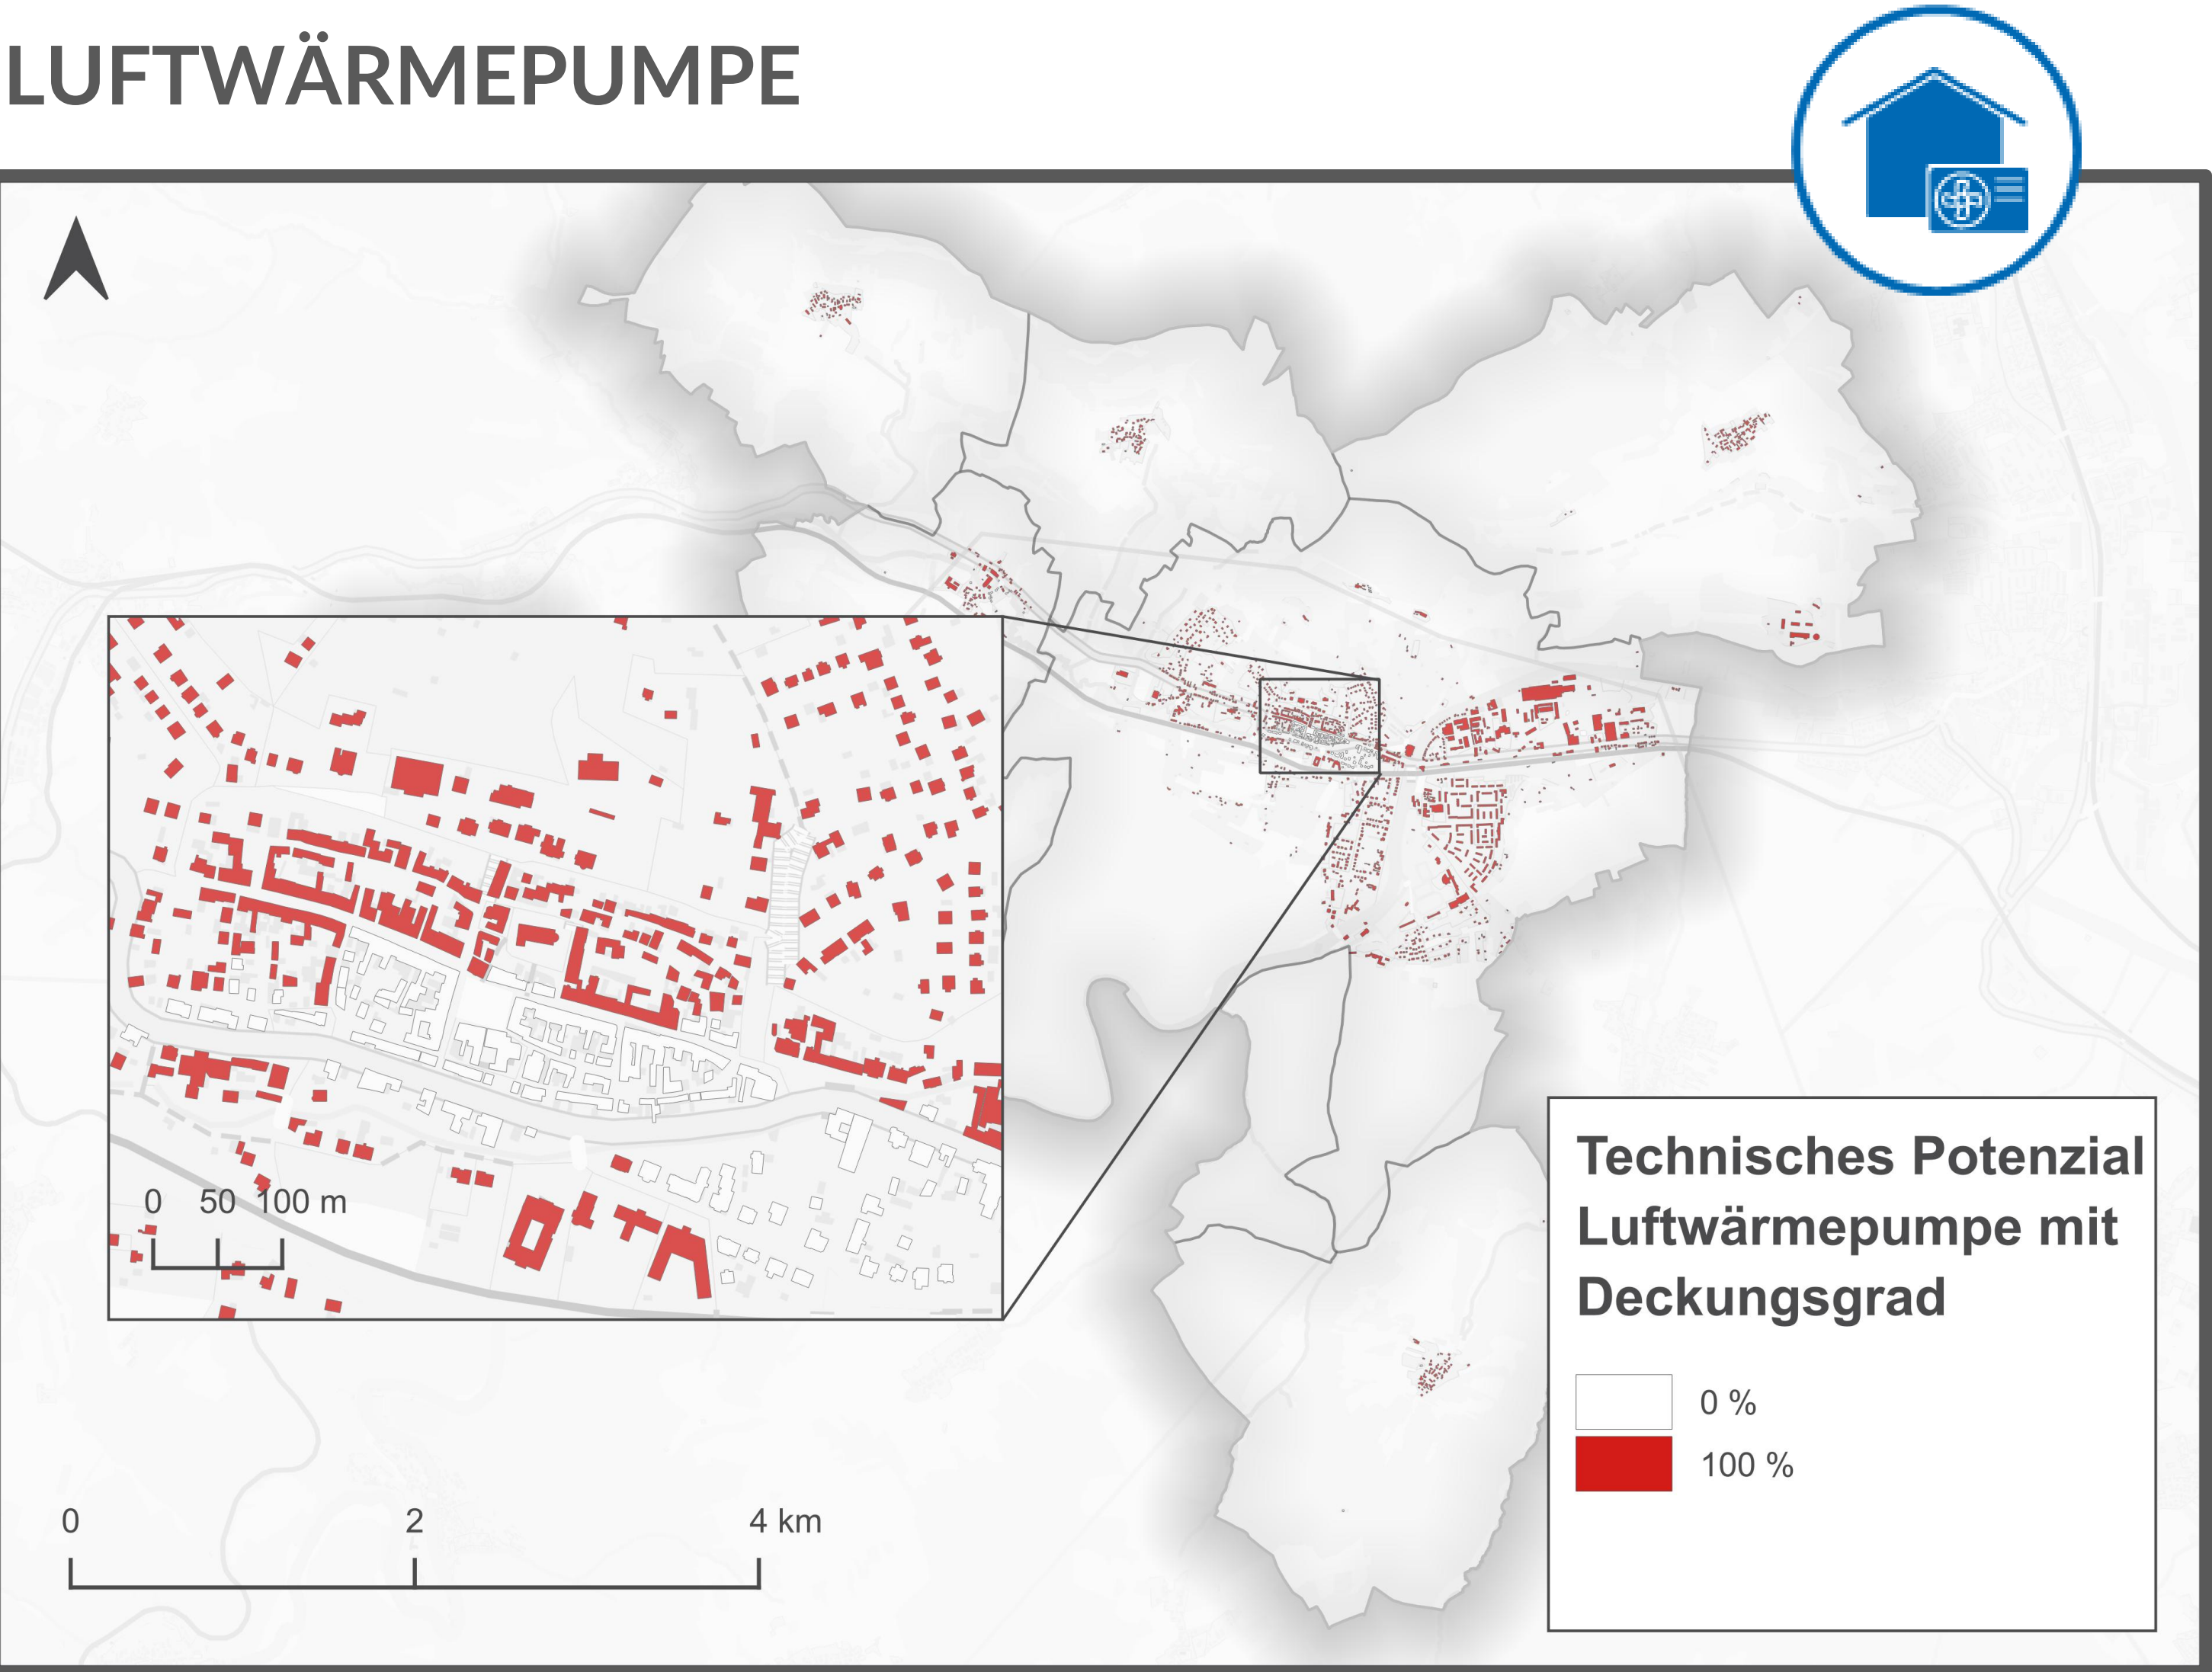 LUFTWÄRMEPUMPE
0 50 100 m
Technisches Potenzial
Luftwärmepumpe mit
Deckungsgrad
0 %
100 %
0 2 4 km